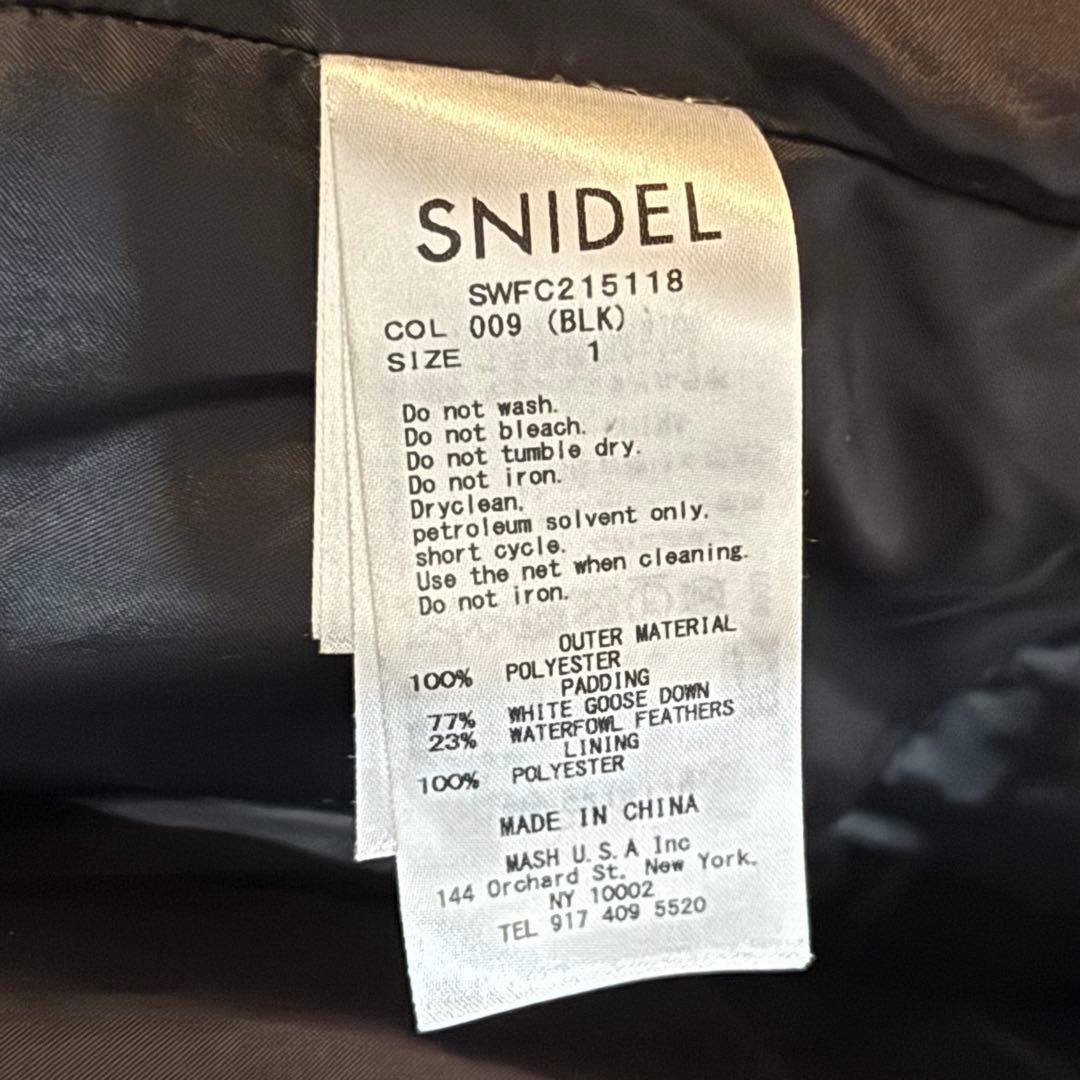 SNIDEL
SWFC215118
COL 009 (BLK)
SIZE 1
Do not wash.
Do not bleach.
Do not tumble dry.
Do not iron.
Dryclean,
petroleum solvent only,
short cycle.
Use the net when cleaning.
Do not iron.
OUTER MATERIAL
100% POLYESTER
PADDING
77% WHITE GOOSE DOWN
23% WATERFOWL FEATHERS
LINING
100% POLYESTER
MADE IN CHINA
MASH U.S.A Inc
144 Orchard St. New York.
NY 10002
TEL 917 409 5520